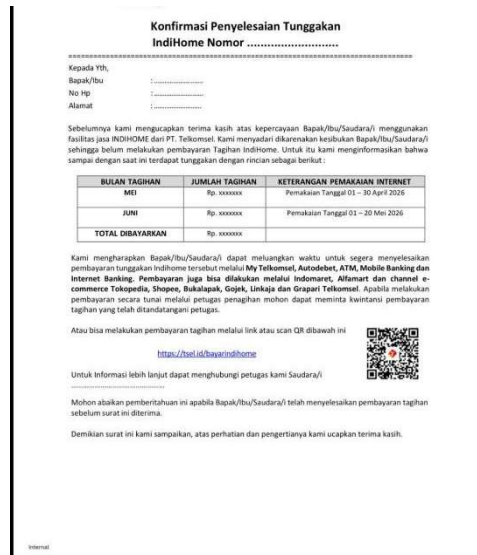 Konfirmasi Penyelesaian Tunggakan
IndiHome Nomor ...........................
Kepada Yth,
Bapak/Ibu : ........................
No Hp : ........................
Alamat : ........................
Sebelumnya kami mengucapkan terima kasih atas kepercayaan Bapak/Ibu/Saudara/i menggunakan
fasilitas jasa INDIHOME dari PT. Telkomsel. Kami menyadari dikarenakan kesibukan Bapak/Ibu/Saudara/i
sehingga belum melakukan pembayaran Tagihan IndiHome. Untuk itu kami menginformasikan bahwa
sampai dengan saat ini terdapat tunggakan dengan rincian sebagai berikut :
BULAN TAGIHAN JUMLAH TAGIHAN KETERANGAN PEMAKAIAN INTERNET
MEI Rp. xxxxxxx Pemakaian Tanggal 01 – 30 April 2026
JUNI Rp. xxxxxxx Pemakaian Tanggal 01 – 20 Mei 2026
TOTAL DIBAYARKAN Rp. xxxxxxx
Kami mengharapkan Bapak/Ibu/Saudara/i dapat meluangkan waktu untuk segera menyelesaikan
pembayaran tunggakan Indihome tersebut melalui My Telkomsel, Autodebet, ATM, Mobile Banking dan
Internet Banking. Pembayaran juga bisa dilakukan melalui Indomaret, Alfamart dan channel e-
commerce Tokopedia, Shopee, Bukalapak, Gojek, Linkaja dan Grapari Telkomsel. Apabila melakukan
pembayaran secara tunai melalui petugas penagihan mohon dapat meminta kwintansi pembayaran
tagihan yang telah ditandatangani petugas.
Atau bisa melakukan pembayaran tagihan melalui link atau scan QR dibawah ini
https://tsel.id/bayarindihome
Untuk Informasi lebih lanjut dapat menghubungi petugas kami Saudara/i
.............................................
Mohon abaikan pemberitahuan ini apabila Bapak/Ibu/Saudara/i telah menyelesaikan pembayaran tagihan
sebelum surat ini diterima.
Demikian surat ini kami sampaikan, atas perhatian dan pengertianya kami ucapkan terima kasih.
Internal